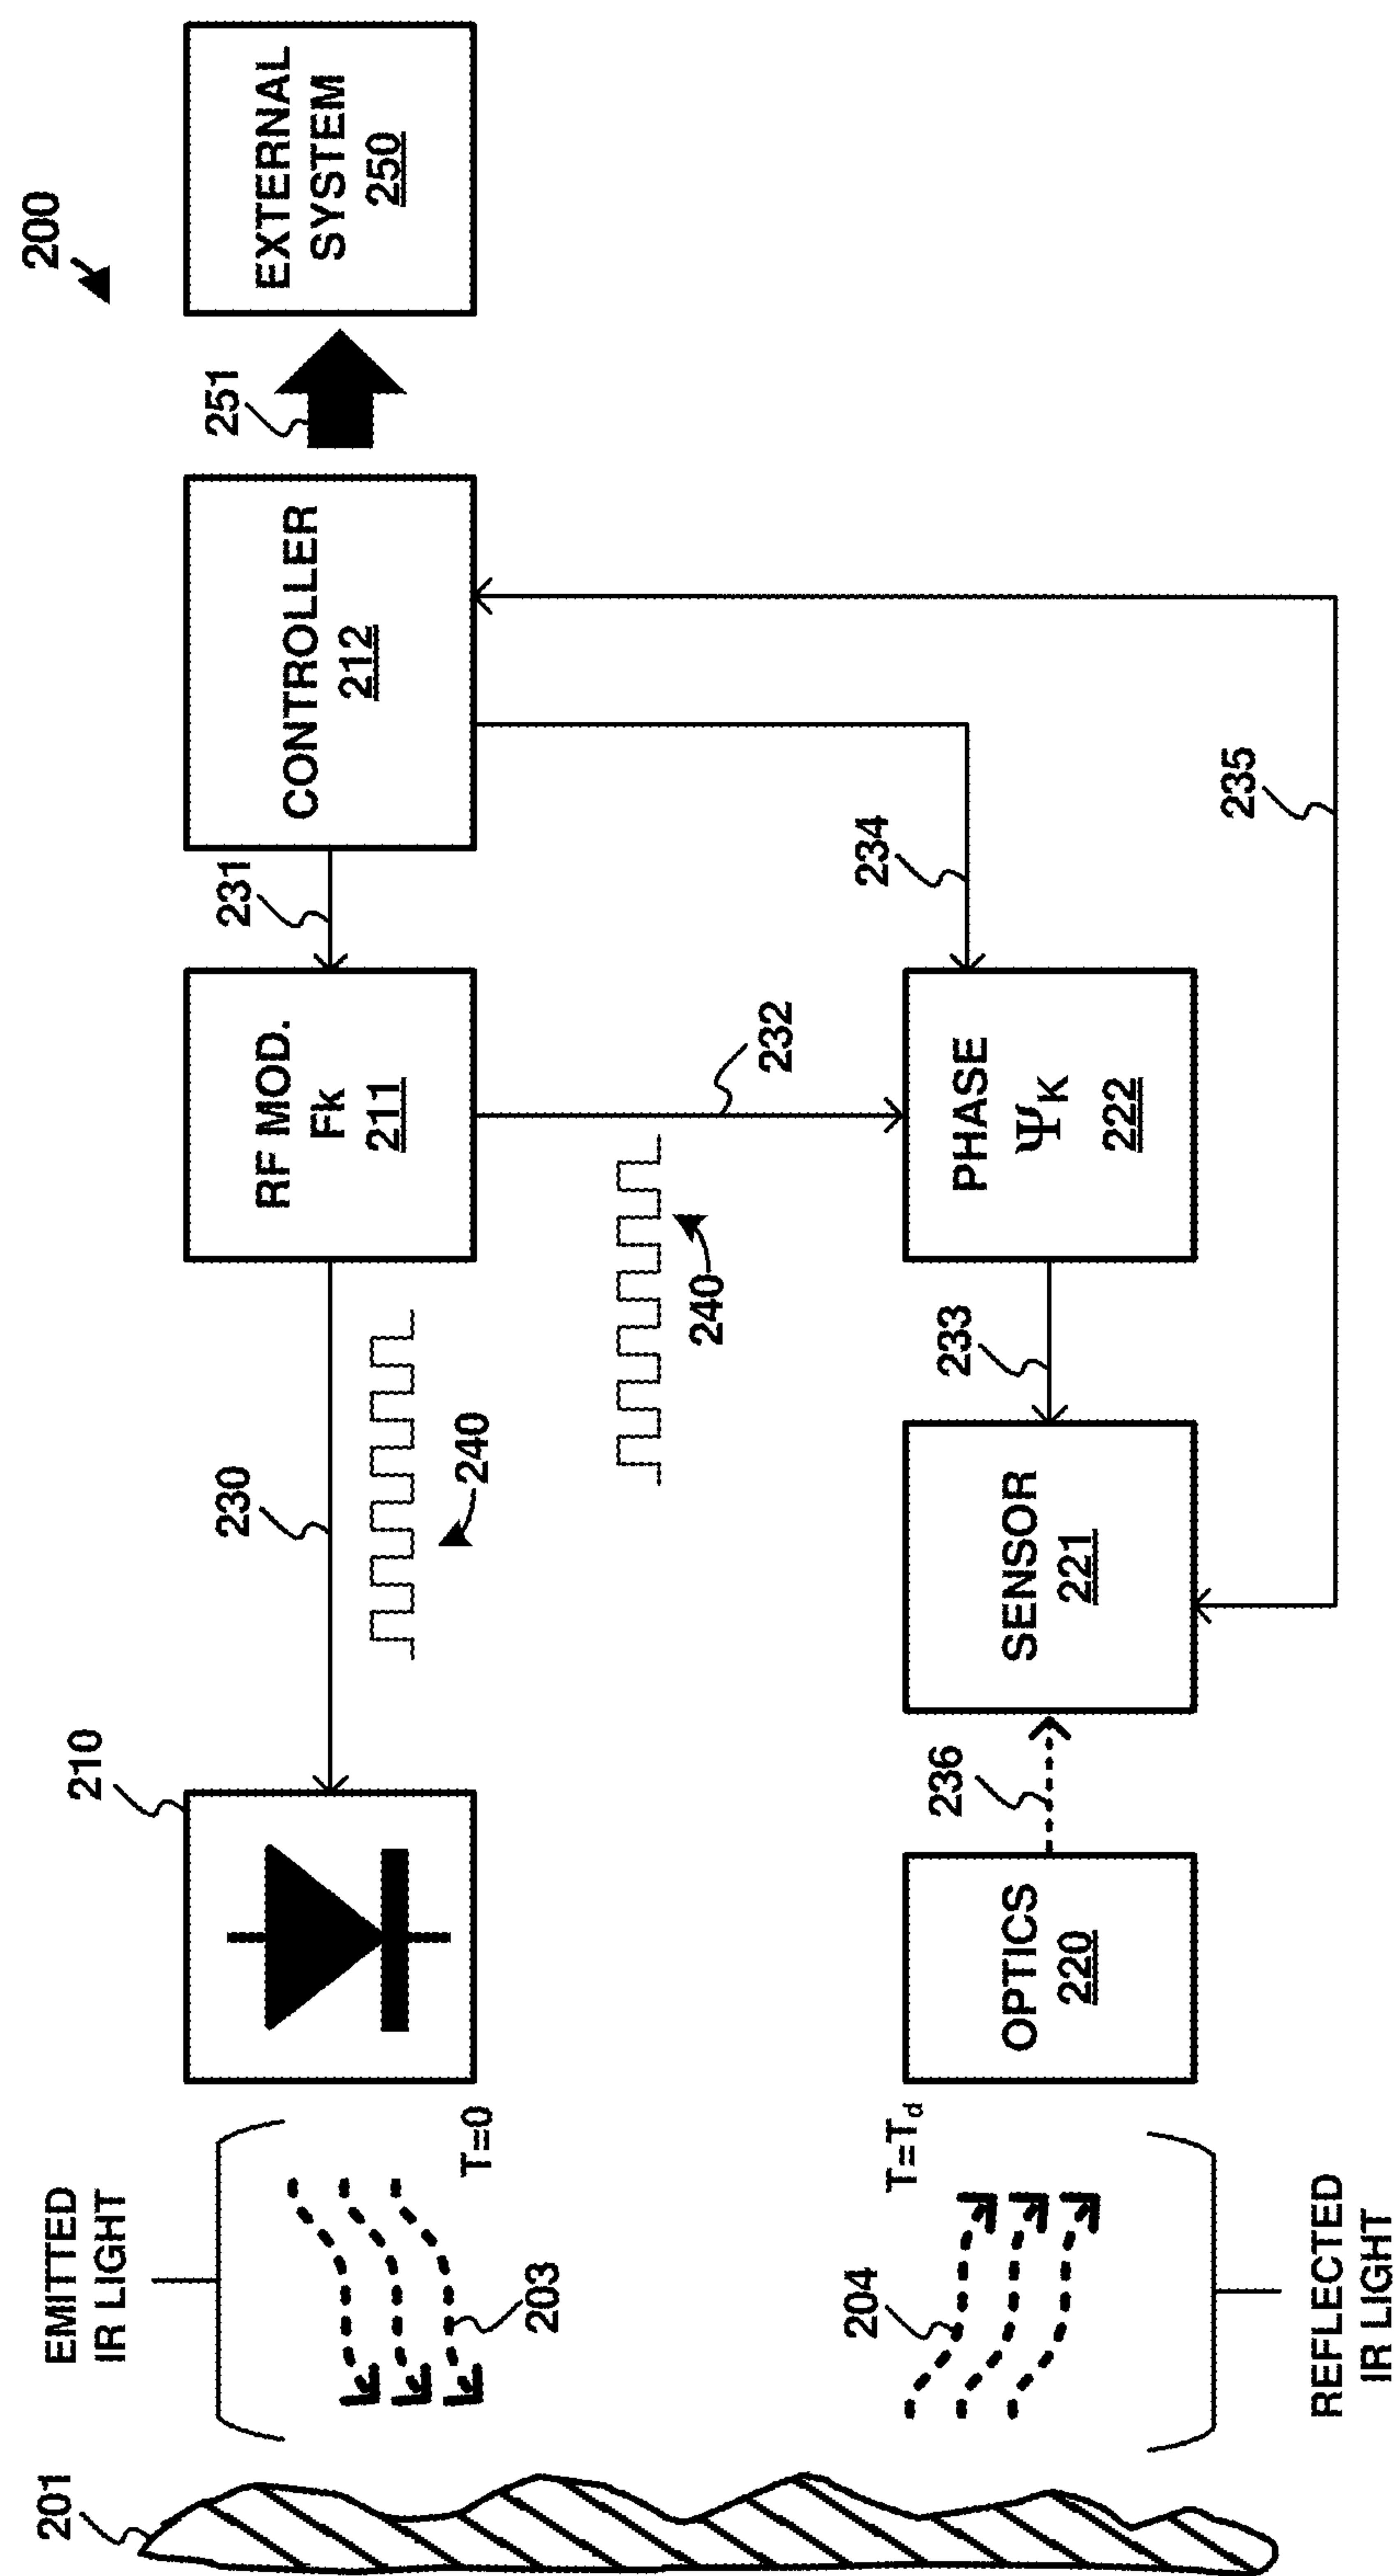 200
EMITTED
IR LIGHT
201
203
T=0
210
230
240
RF MOD.
Fk
211
231
CONTROLLER
212
251
EXTERNAL
SYSTEM
250
232
240
234
204
T=Td
REFLECTED
IR LIGHT
OPTICS
220
236
SENSOR
221
233
PHASE
ΨK
222
235